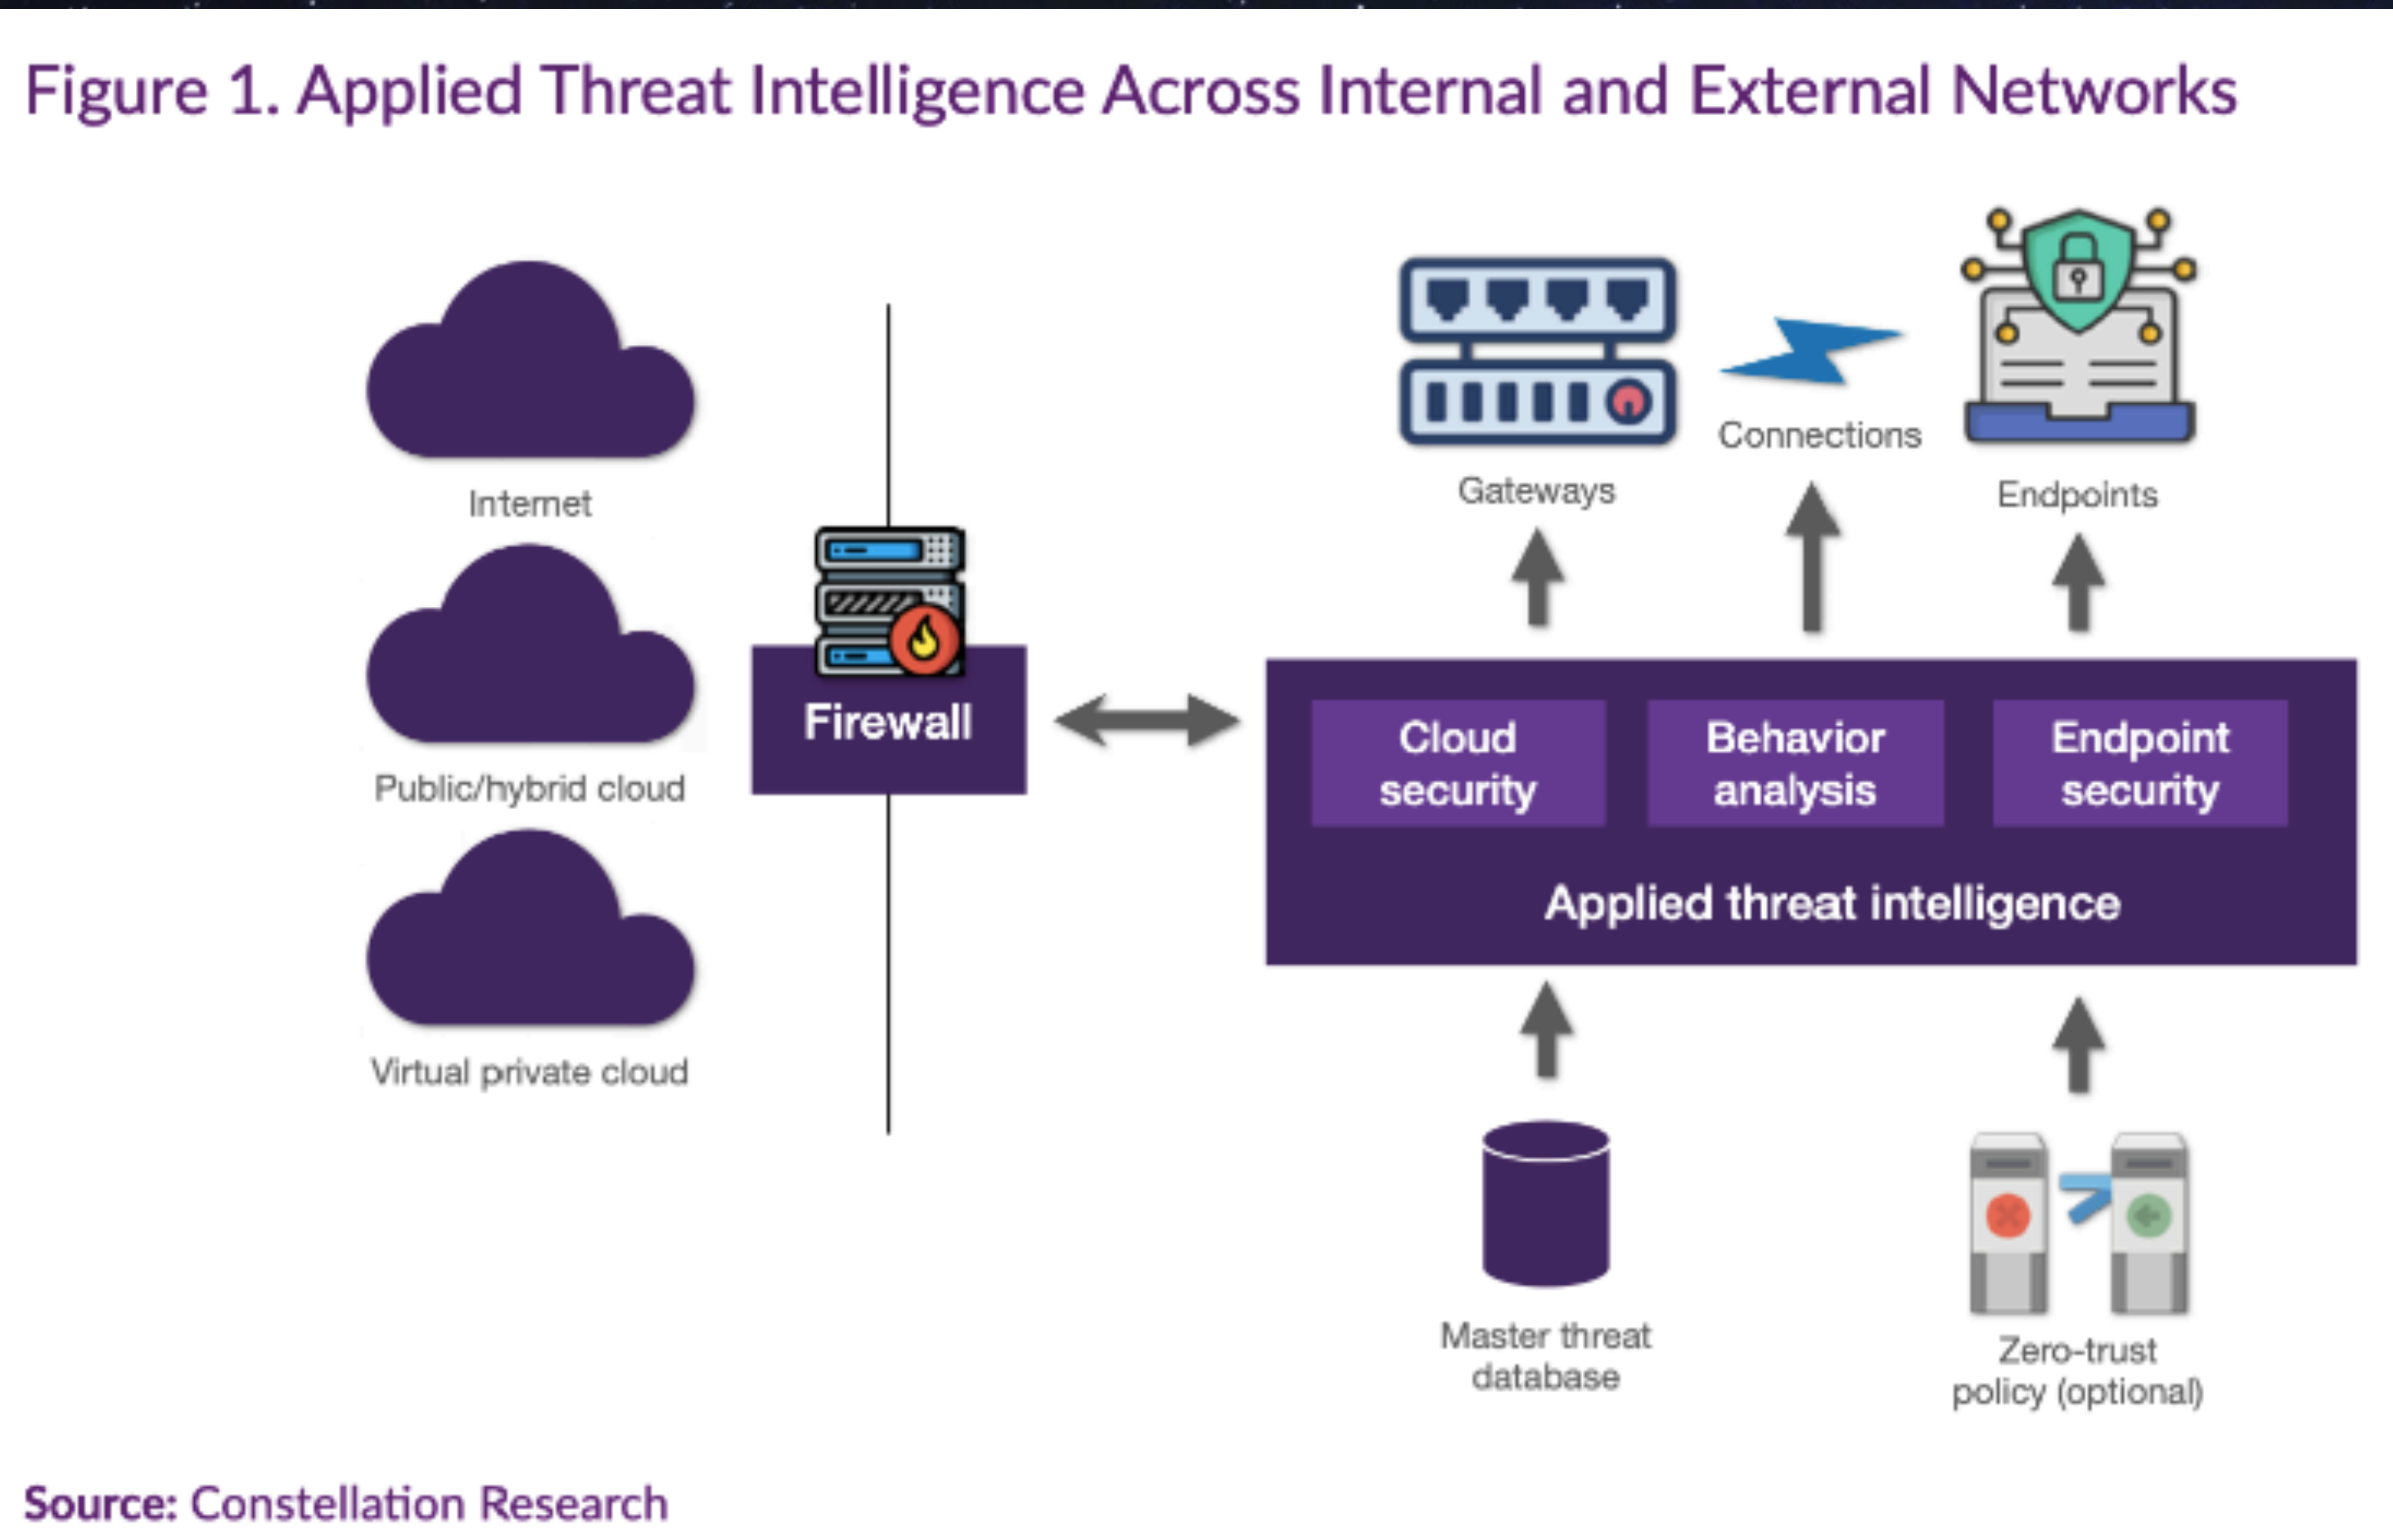 Figure 1. Applied Threat Intelligence Across Internal and External Networks
Internet
Public/hybrid cloud
Virtual private cloud
Firewall
Gateways
Connections
Endpoints
Cloud
security
Behavior
analysis
Endpoint
security
Applied threat intelligence
Master threat
database
Zero-trust
policy (optional)
Source: Constellation Research